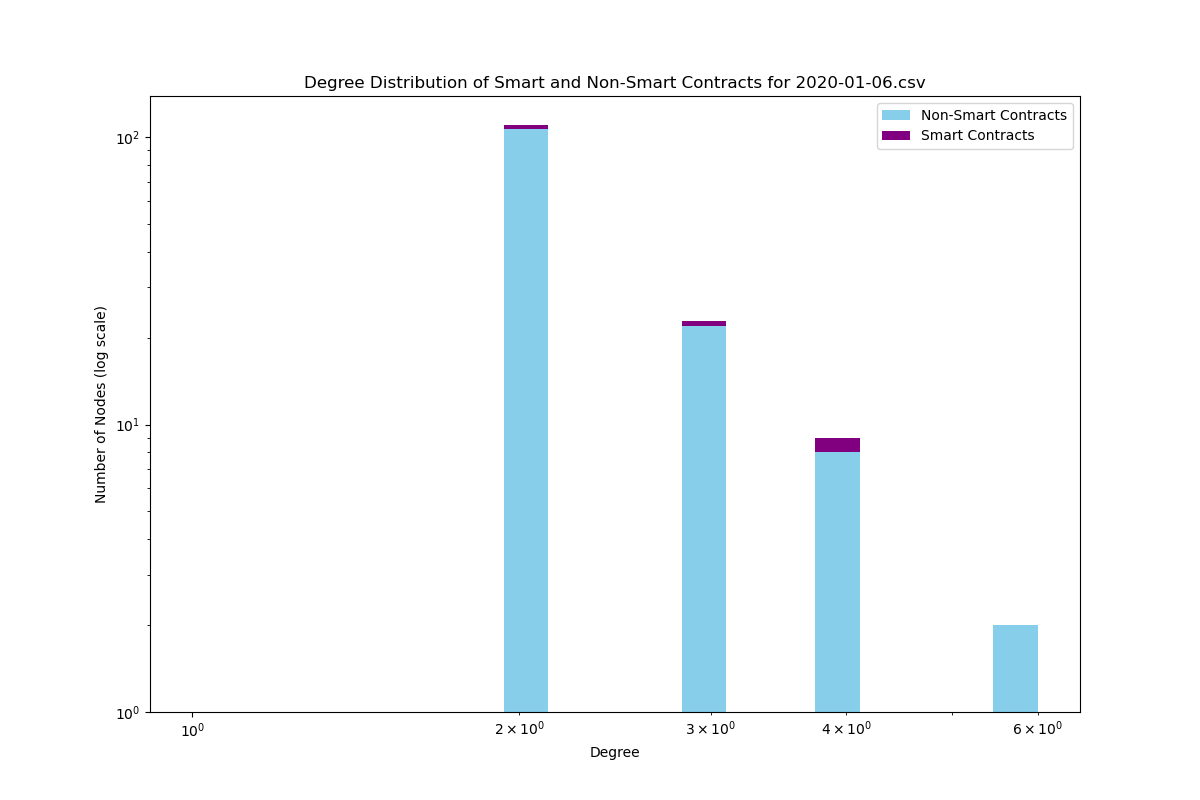 Degree Distribution of Smart and Non-Smart Contracts for 2020-01-06.csv
Non-Smart Contracts
Smart Contracts
Number of Nodes (log scale)
10²
10¹
10⁰
10⁰ 2 × 10⁰ 3 × 10⁰ 4 × 10⁰ 6 × 10⁰
Degree